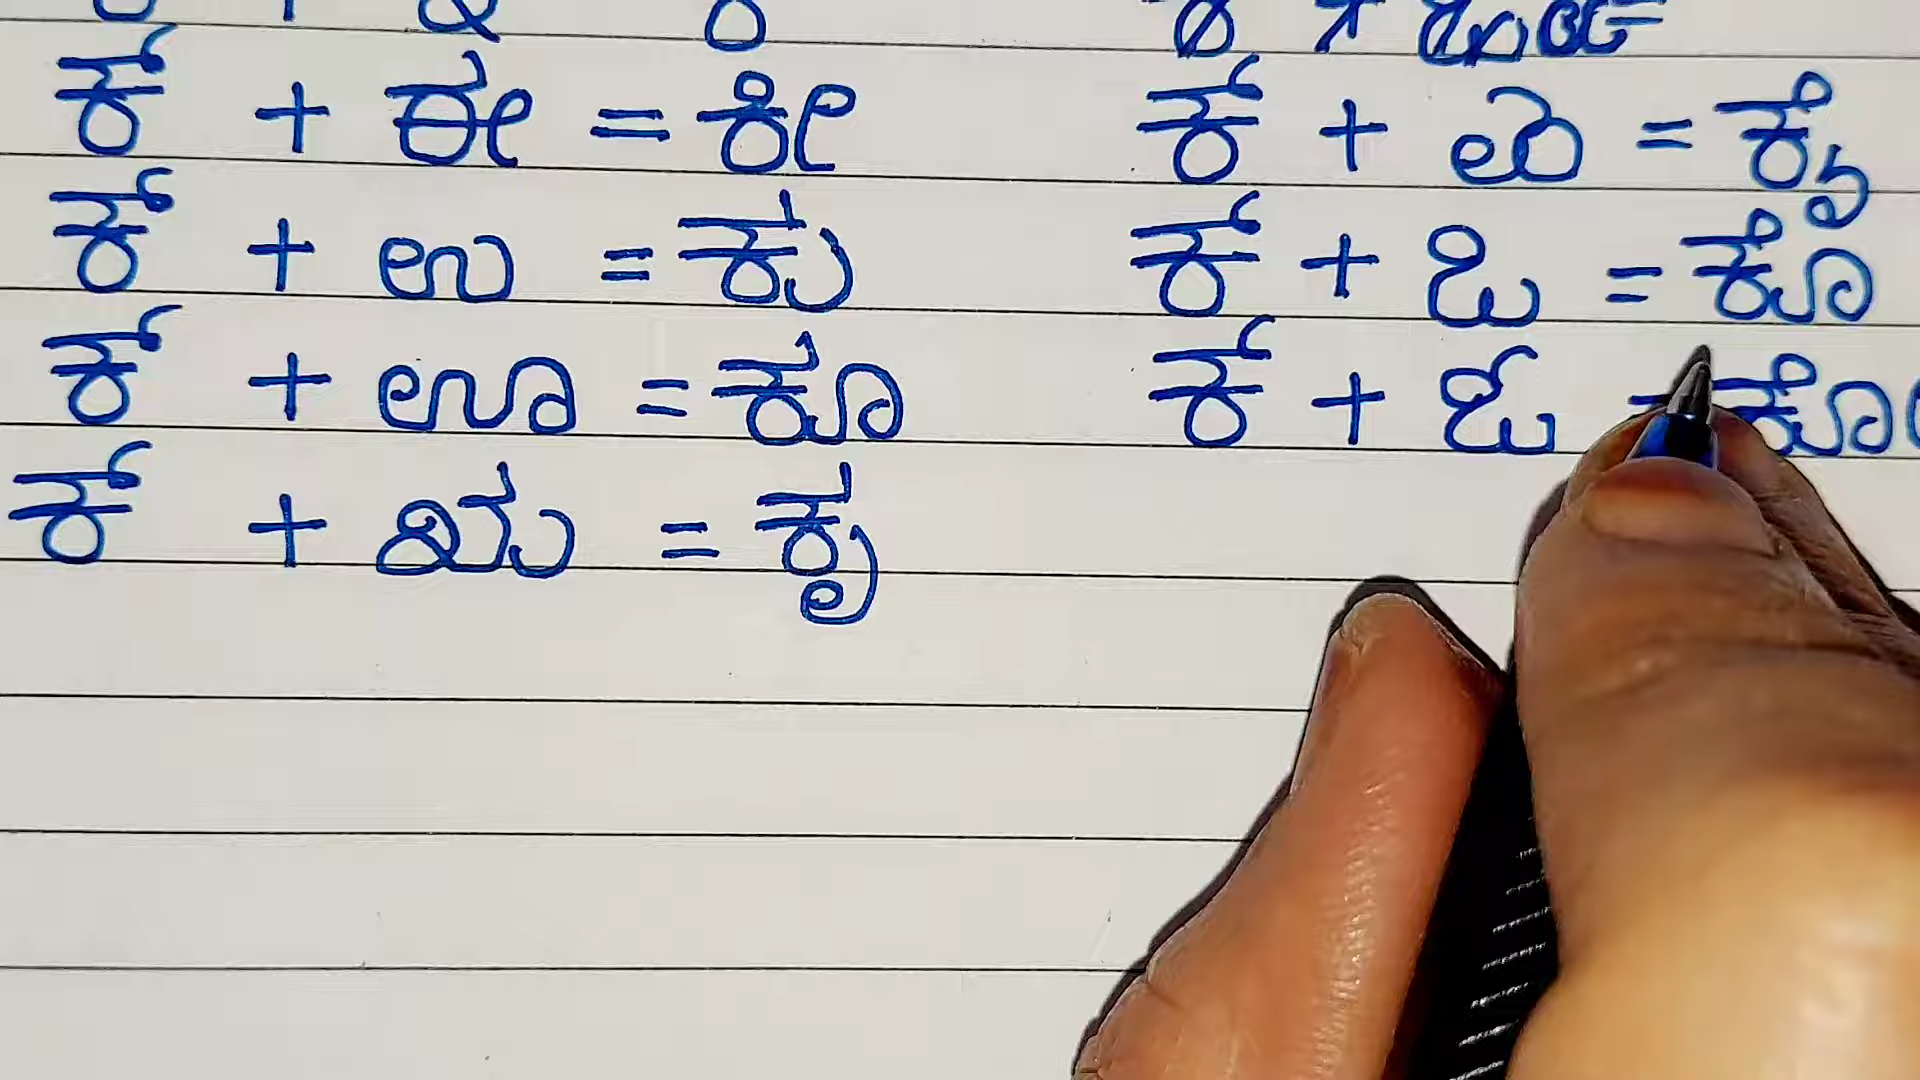 ಕ್ + ಈ = ಕೀ
ಕ್ + ಉ = ಕು
ಕ್ + ಊ = ಕೂ
ಕ್ + ಋ = ಕೃ
ಕ್ + ಐ = ಕೈ
ಕ್ + ಒ = ಕೊ
ಕ್ + ಓ = ಕೋ